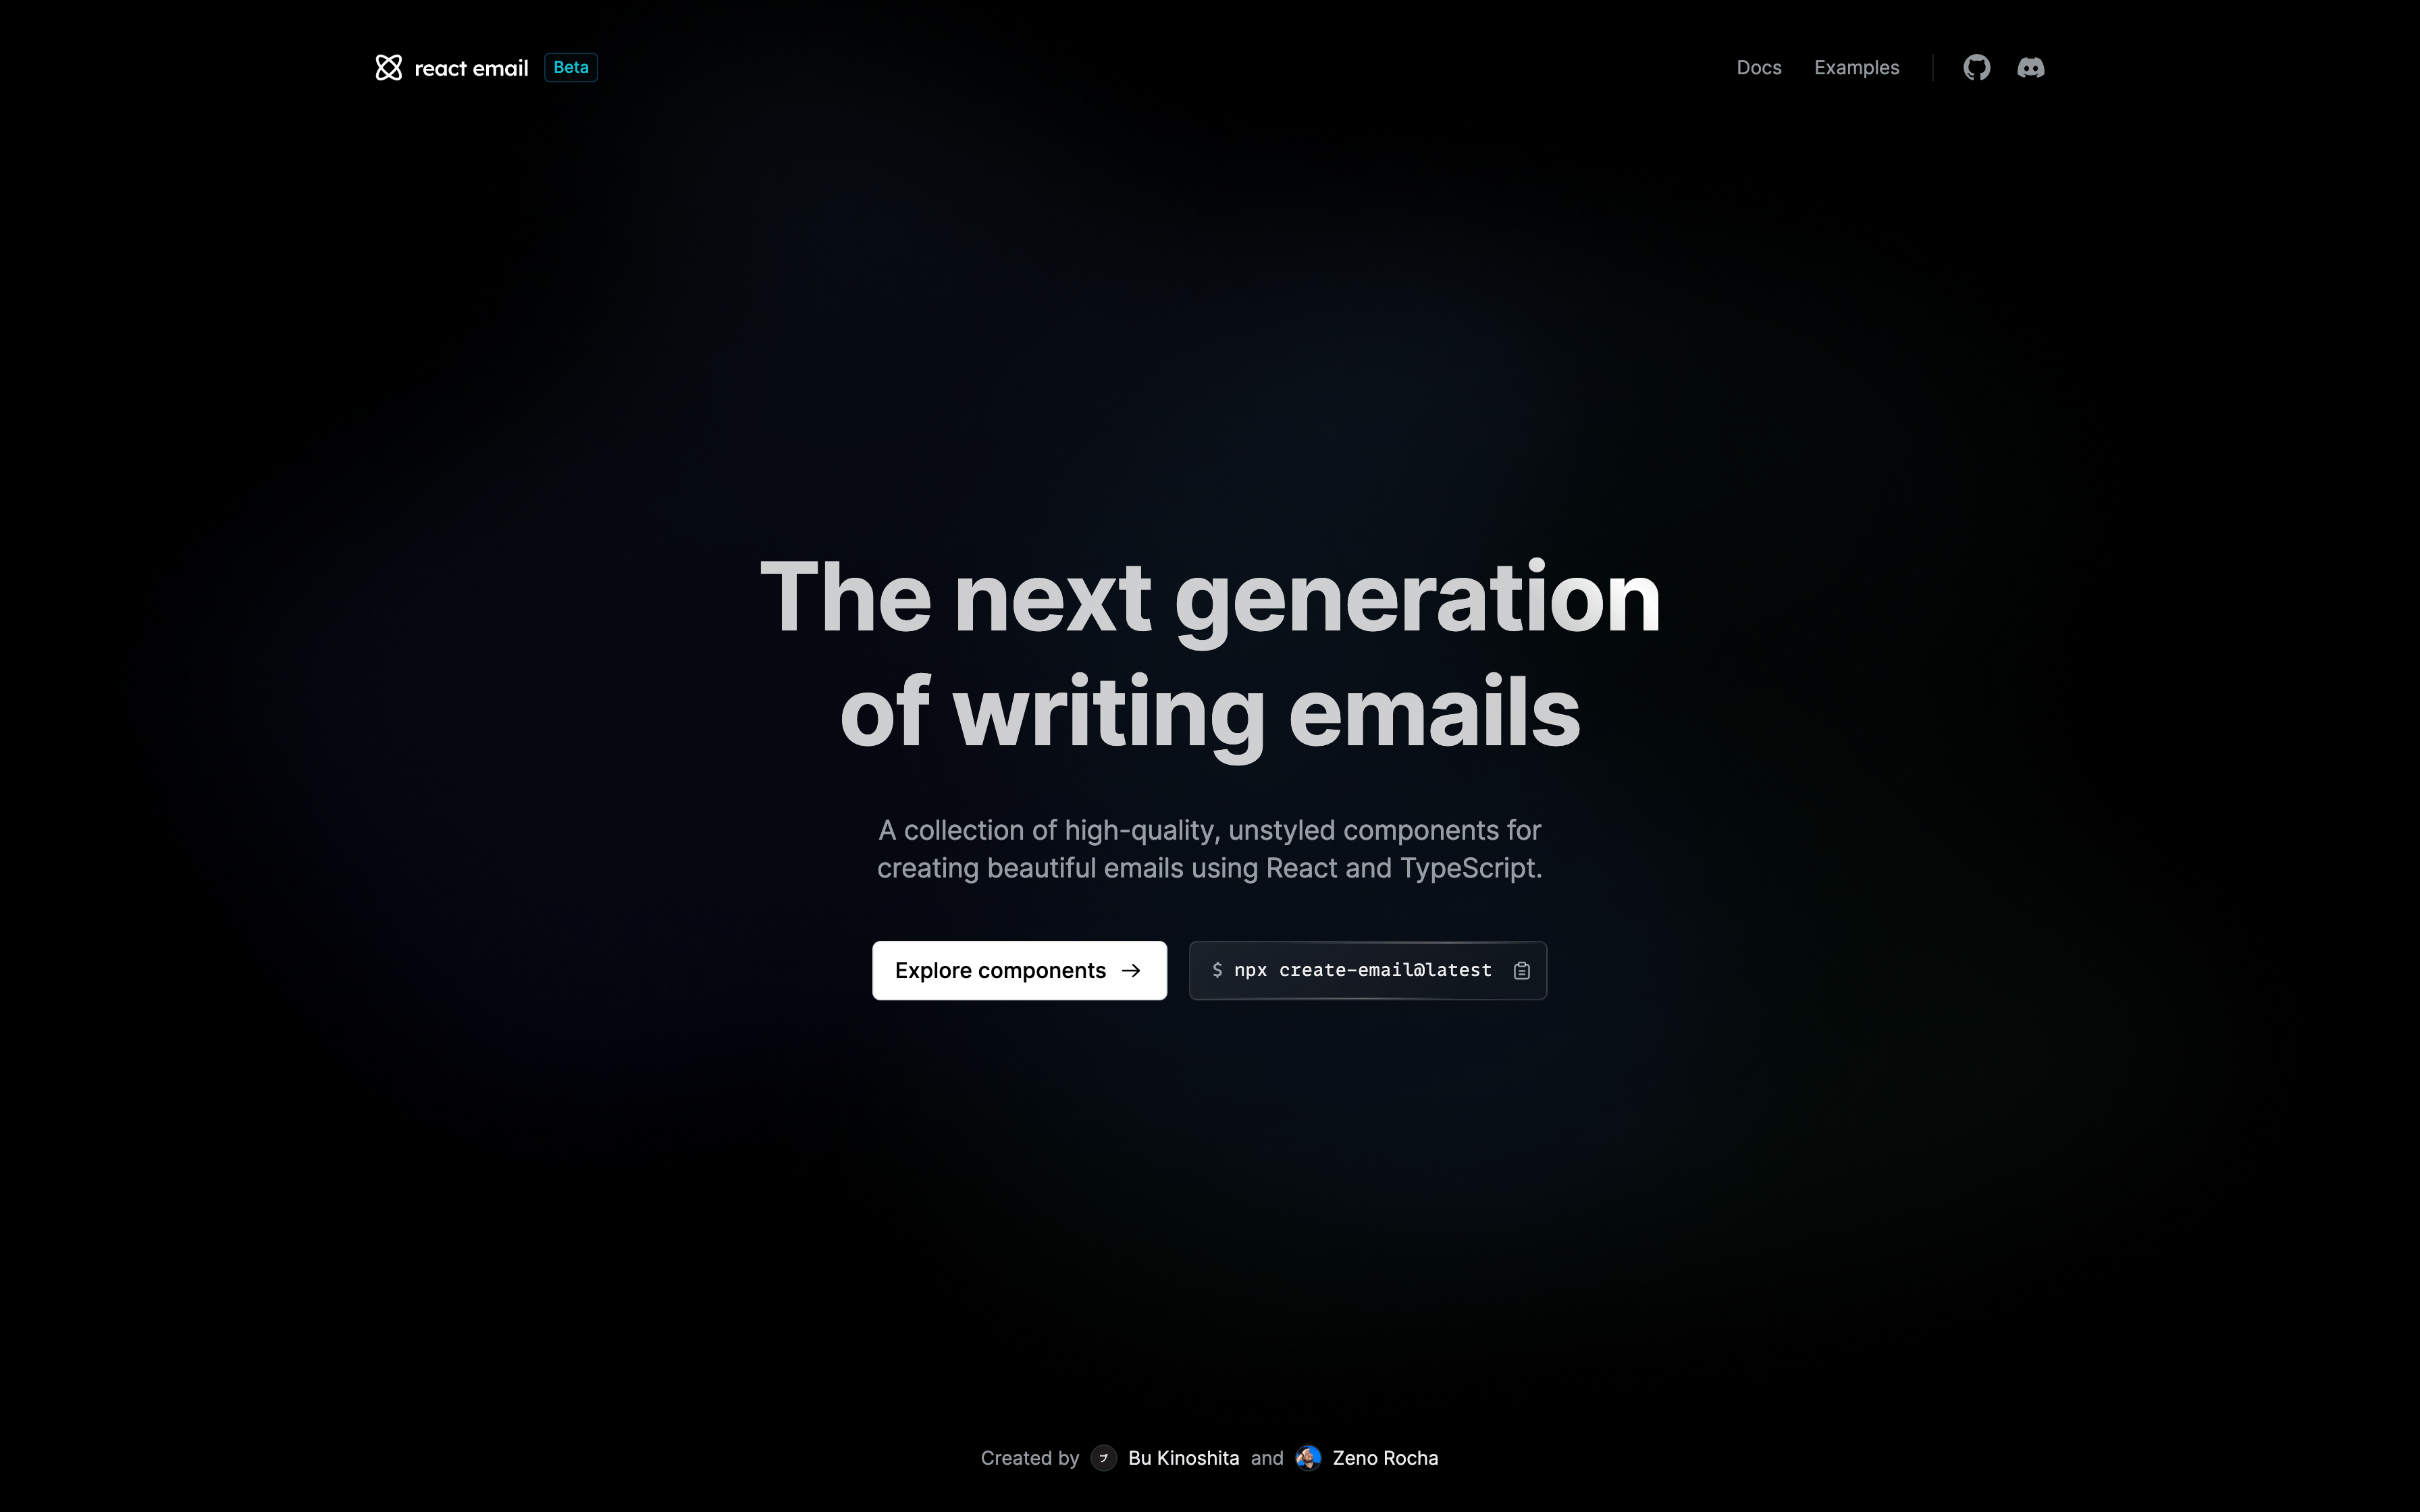 react email Beta
Docs Examples
The next generation
of writing emails
A collection of high-quality, unstyled components for
creating beautiful emails using React and TypeScript.
Explore components →
$ npx create-email@latest
Created by ブ Bu Kinoshita and Zeno Rocha